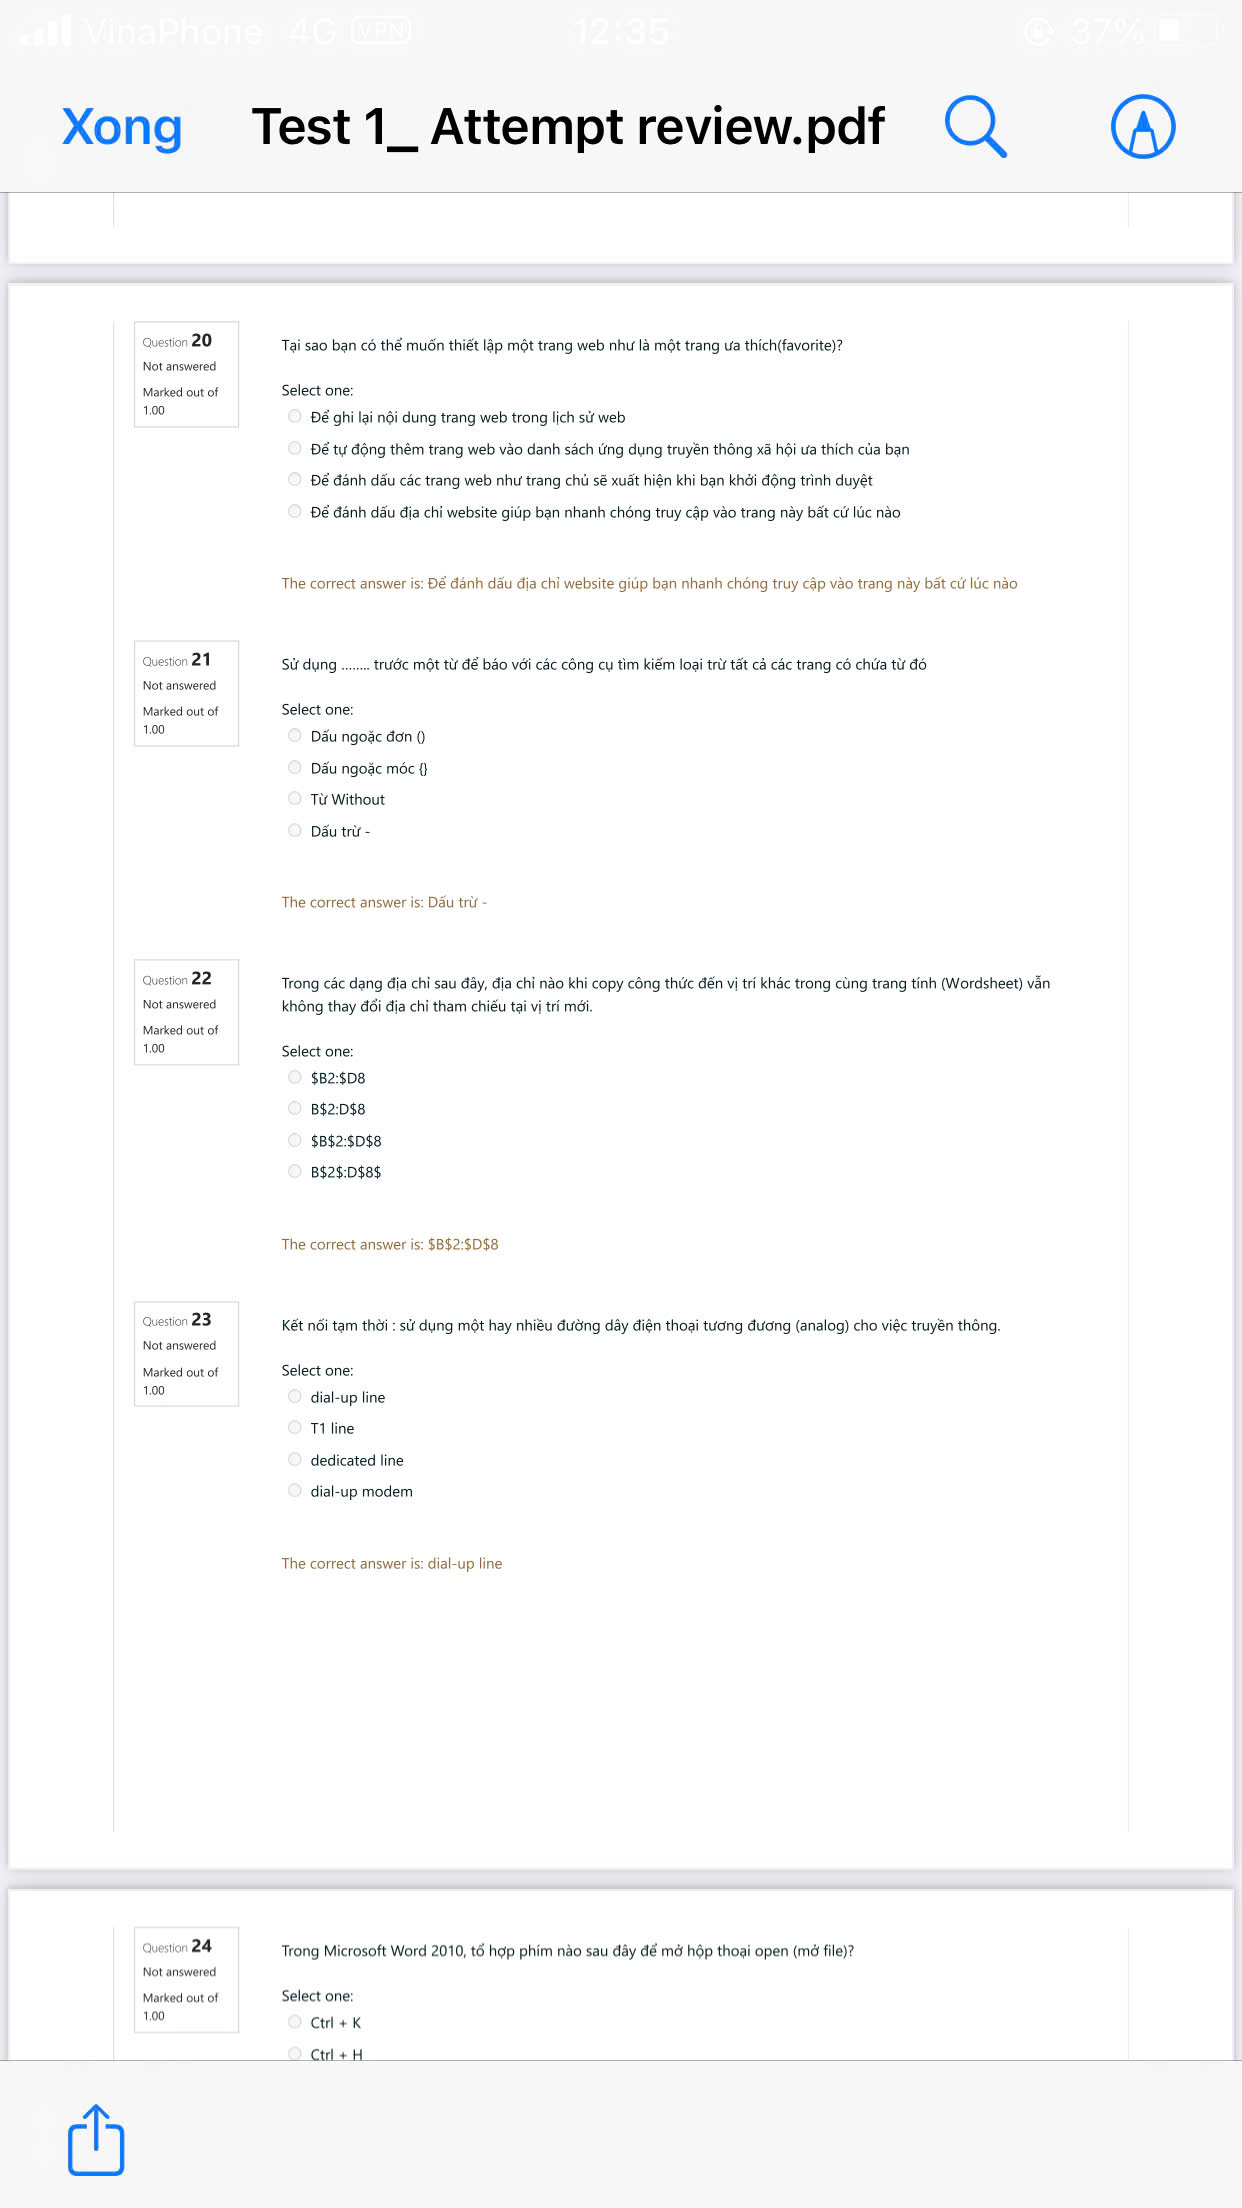 VinaPhone 4G VPN 12:35 37%
Xong Test 1_ Attempt review.pdf
Question 20
Not answered
Marked out of
1.00
Tại sao bạn có thể muốn thiết lập một trang web như là một trang ưa thích(favorite)?
Select one:
Để ghi lại nội dung trang web trong lịch sử web
Để tự động thêm trang web vào danh sách ứng dụng truyền thông xã hội ưa thích của bạn
Để đánh dấu các trang web như trang chủ sẽ xuất hiện khi bạn khởi động trình duyệt
Để đánh dấu địa chỉ website giúp bạn nhanh chóng truy cập vào trang này bất cứ lúc nào
The correct answer is: Để đánh dấu địa chỉ website giúp bạn nhanh chóng truy cập vào trang này bất cứ lúc nào
Question 21
Not answered
Marked out of
1.00
Sử dụng ........ trước một từ để báo với các công cụ tìm kiếm loại trừ tất cả các trang có chứa từ đó
Select one:
Dấu ngoặc đơn ()
Dấu ngoặc móc {}
Từ Without
Dấu trừ -
The correct answer is: Dấu trừ -
Question 22
Not answered
Marked out of
1.00
Trong các dạng địa chỉ sau đây, địa chỉ nào khi copy công thức đến vị trí khác trong cùng trang tính (Wordsheet) vẫn
không thay đổi địa chỉ tham chiếu tại vị trí mới.
Select one:
$B2:$D8
B$2:D$8
$B$2:$D$8
B$2$:D$8$
The correct answer is: $B$2:$D$8
Question 23
Not answered
Marked out of
1.00
Kết nối tạm thời : sử dụng một hay nhiều đường dây điện thoại tương đương (analog) cho việc truyền thông.
Select one:
dial-up line
T1 line
dedicated line
dial-up modem
The correct answer is: dial-up line
Question 24
Not answered
Marked out of
1.00
Trong Microsoft Word 2010, tổ hợp phím nào sau đây để mở hộp thoại open (mở file)?
Select one:
Ctrl + K
Ctrl + H